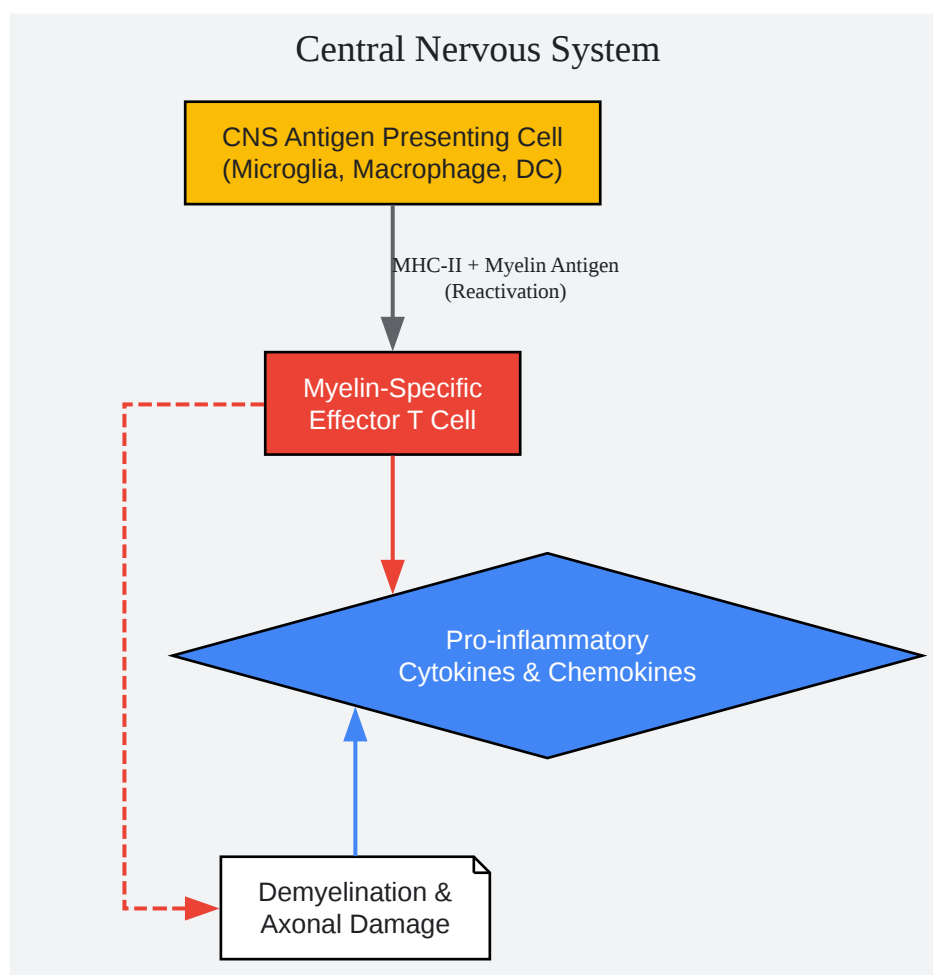 Central Nervous System
CNS Antigen Presenting Cell
(Microglia, Macrophage, DC)
MHC-II + Myelin Antigen
(Reactivation)
Myelin-Specific
Effector T Cell
Pro-inflammatory
Cytokines & Chemokines
Demyelination &
Axonal Damage